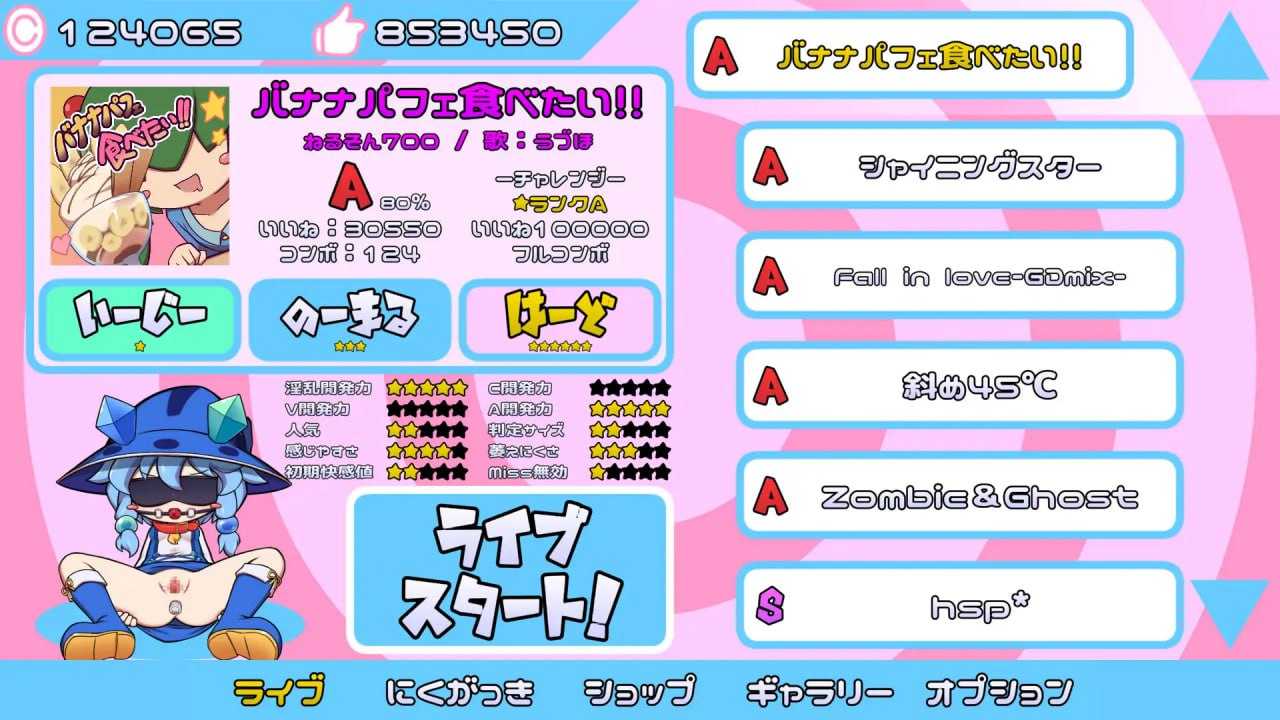 124065
853450
バナナパフェ食べたい!!
バナナパフェ食べたい!!
ねるそん700 / 歌：うづほ
A 80%
いいね：30550
コンボ：124
ーチャレンジー
★ランクA
いいね100000
フルコンボ
いーじー
★
のーまる
★★★
はーど
★★★★★★
淫乱開発力 ★★★★★
V開発力 ★★★★★
人気 ★★★★★
感じやすさ ★★★★★
初期快感値 ★★★★★
C開発力 ★★★★★
A開発力 ★★★★★
判定サイズ ★★★★★
萎えにくさ ★★★★★
miss無効 ★★★★★
ライブ
スタート!
A バナナパフェ食べたい!!
A シャイニングスター
A Fall in love-GDmix-
A 斜め45℃
A Zombie＆Ghost
S hsp*
ライブ にくがっき ショップ ギャラリー オプション